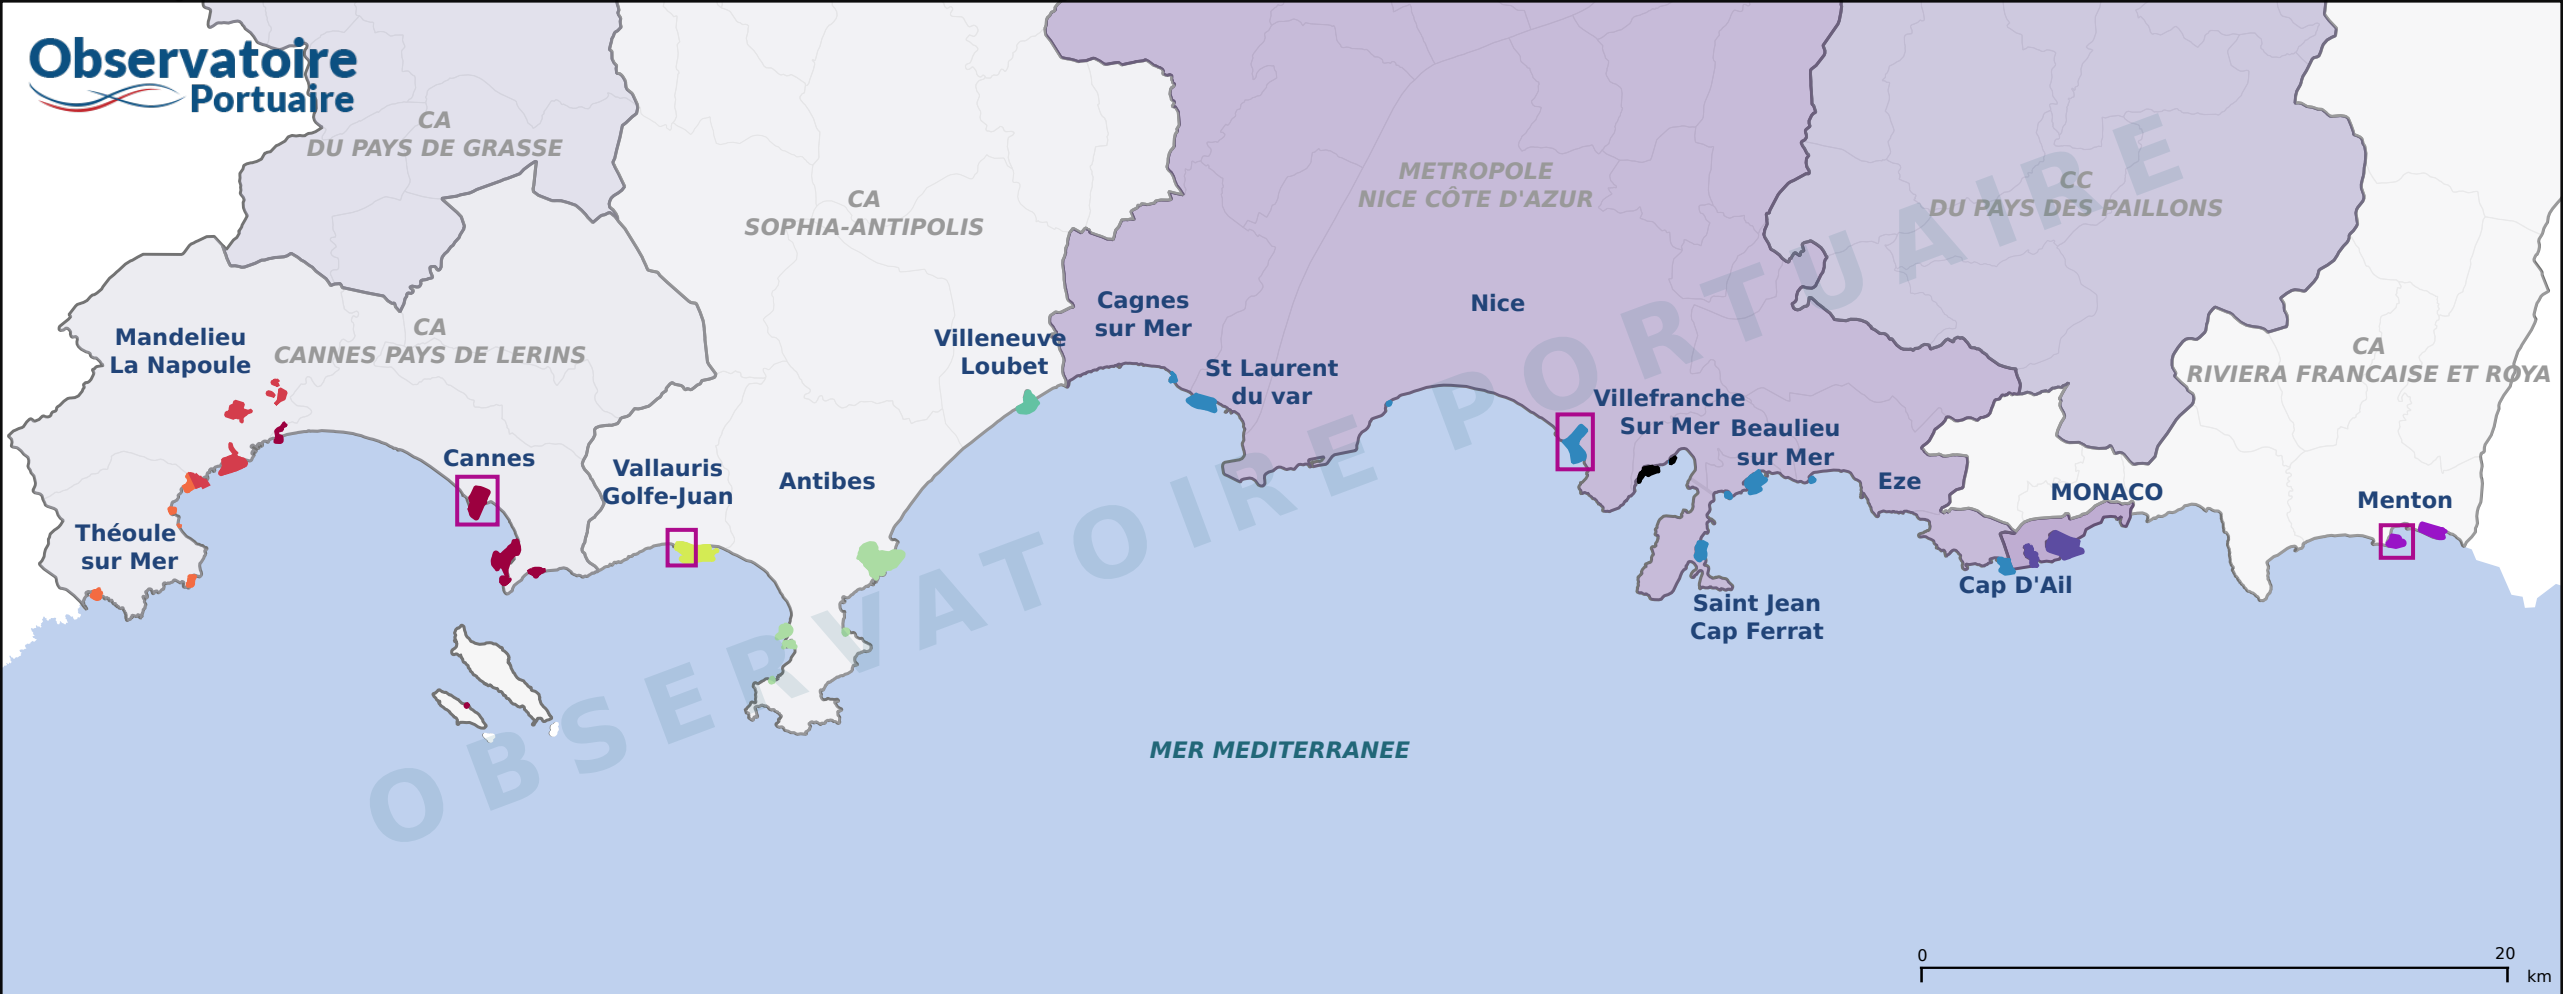 Observatoire
Portuaire
CA
DU PAYS DE GRASSE
CA
SOPHIA-ANTIPOLIS
METROPOLE
NICE CÔTE D'AZUR
CC
DU PAYS DES PAILLONS
CA
CANNES PAYS DE LERINS
CA
RIVIERA FRANCAISE ET ROYA
Mandelieu
La Napoule
Théoule
sur Mer
Cannes
Vallauris
Golfe-Juan
Antibes
Villeneuve
Loubet
Cagnes
sur Mer
St Laurent
du var
Nice
Villefranche
Sur Mer
Beaulieu
sur Mer
Eze
Saint Jean
Cap Ferrat
Cap D'Ail
MONACO
Menton
MER MEDITERRANEE
OBSERVATOIRE PORTUAIRE
0
20
km